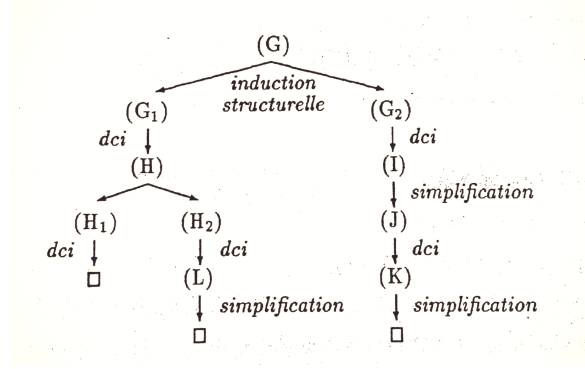 (G)
induction
structurelle
(G₁) (G₂)
dci dci
(H) (I)
simplification
(H₁) (H₂) (J)
dci dci dci
□ (L) (K)
simplification simplification
□ □